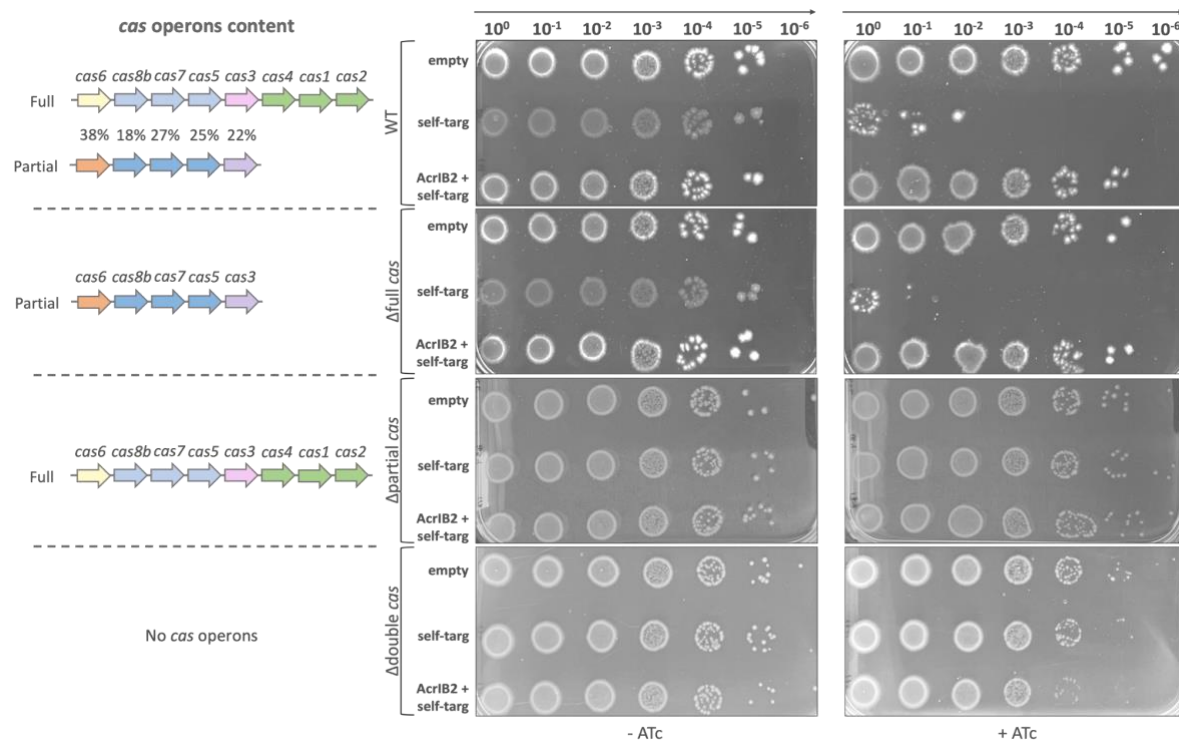 cas operons content
10⁰ 10⁻¹ 10⁻² 10⁻³ 10⁻⁴ 10⁻⁵ 10⁻⁶
10⁰ 10⁻¹ 10⁻² 10⁻³ 10⁻⁴ 10⁻⁵ 10⁻⁶
cas6 cas8b cas7 cas5 cas3 cas4 cas1 cas2
Full
38% 18% 27% 25% 22%
Partial
WT
empty
self-targ
AcrIB2 +
self-targ
cas6 cas8b cas7 cas5 cas3
Partial
Δfull cas
empty
self-targ
AcrIB2 +
self-targ
cas6 cas8b cas7 cas5 cas3 cas4 cas1 cas2
Full
Δpartial cas
empty
self-targ
AcrIB2 +
self-targ
No cas operons
Δdouble cas
empty
self-targ
AcrIB2 +
self-targ
- ATc
+ ATc